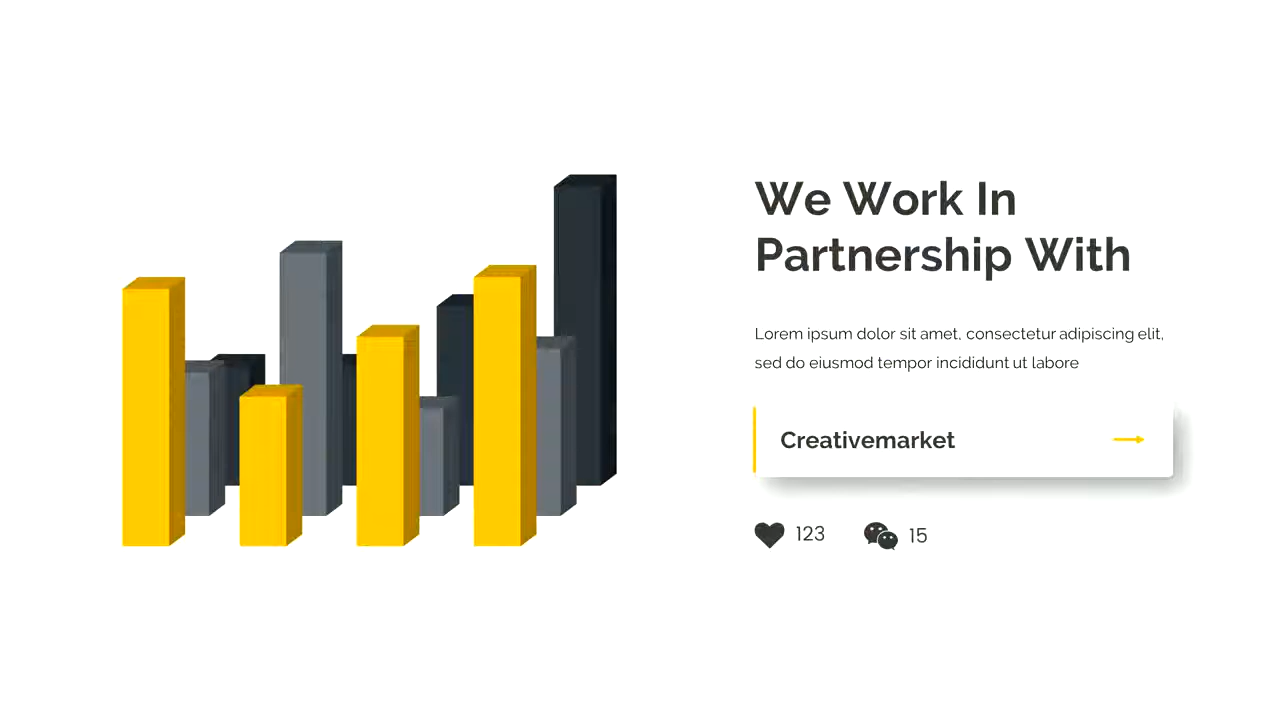 We Work In
Partnership With
Lorem ipsum dolor sit amet, consectetur adipiscing elit,
sed do eiusmod tempor incididunt ut labore
Creativemarket
123 15